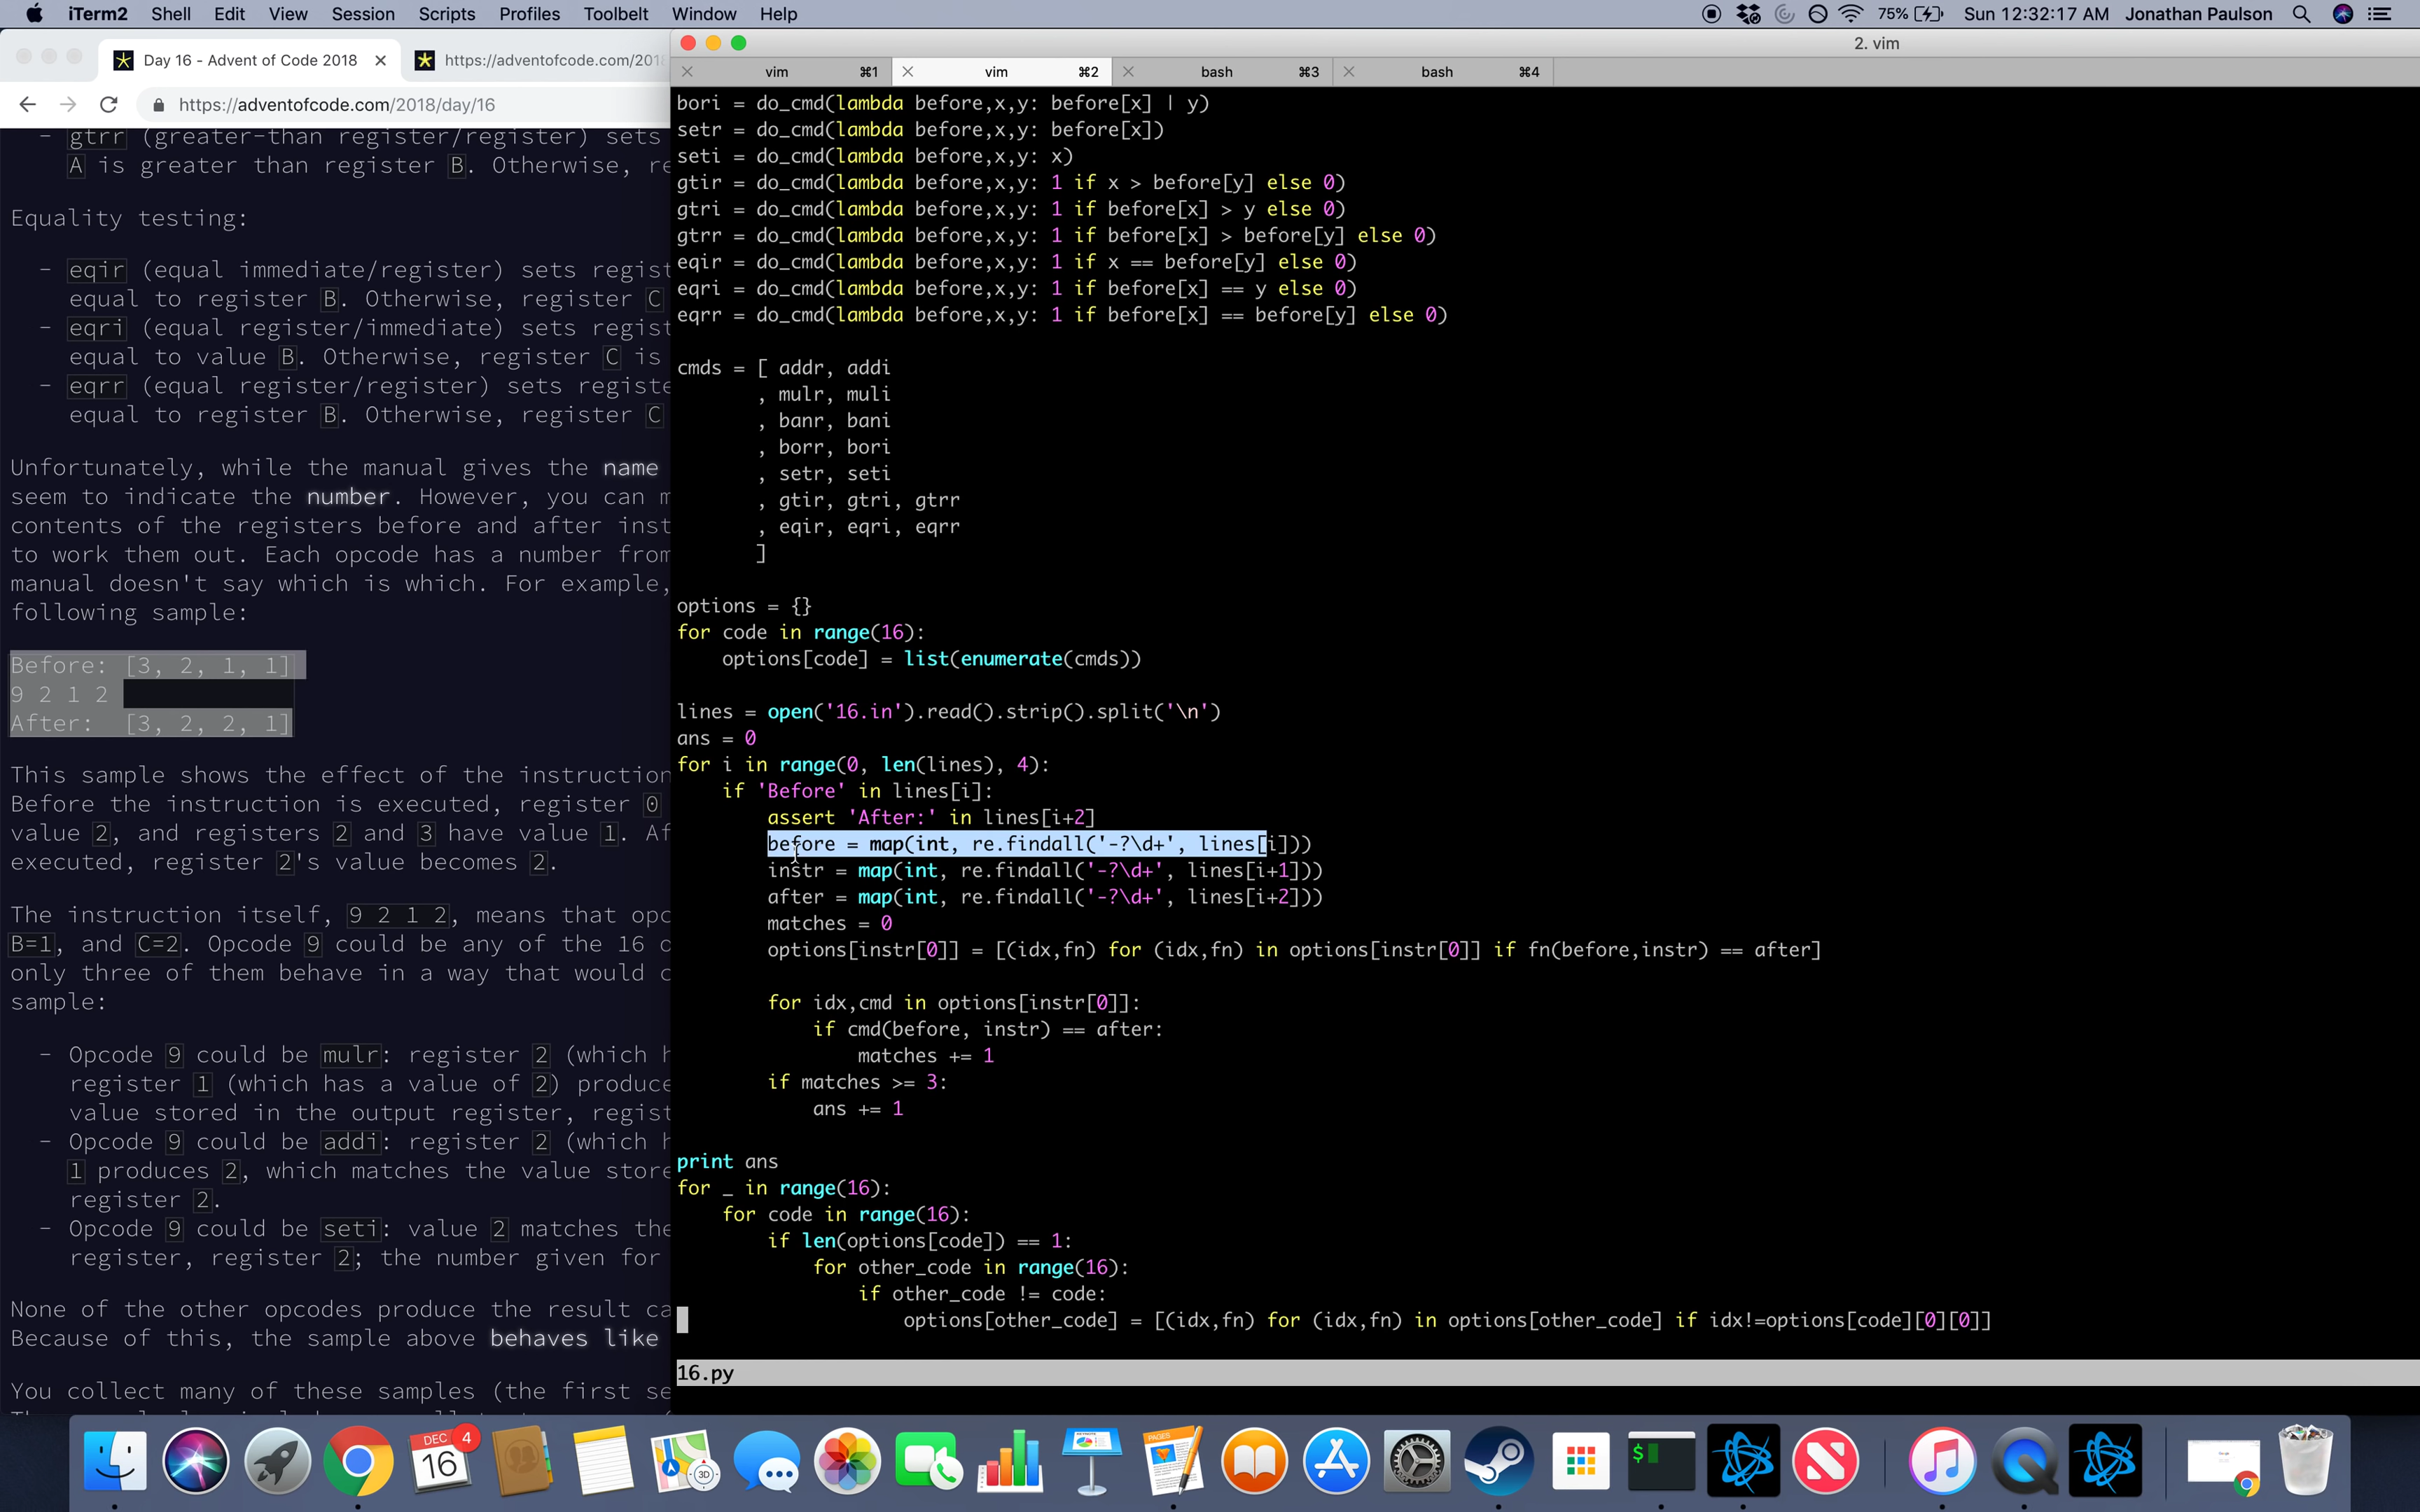 iTerm2 Shell Edit View Session Scripts Profiles Toolbelt Window Help 75% Sun 12:32:17 AM Jonathan Paulson
Day 16 - Advent of Code 2018 https://adventofcode.com/201
https://adventofcode.com/2018/day/16
- gtrr (greater-than register/register) sets
A is greater than register B. Otherwise, re
Equality testing:
- eqir (equal immediate/register) sets regist
equal to register B. Otherwise, register C
- eqri (equal register/immediate) sets regist
equal to value B. Otherwise, register C is
- eqrr (equal register/register) sets registe
equal to register B. Otherwise, register C
Unfortunately, while the manual gives the name
seem to indicate the number. However, you can m
contents of the registers before and after inst
to work them out. Each opcode has a number from
manual doesn't say which is which. For example,
following sample:
Before: [3, 2, 1, 1]
9 2 1 2
After:  [3, 2, 2, 1]
This sample shows the effect of the instruction
Before the instruction is executed, register 0
value 2, and registers 2 and 3 have value 1. Af
executed, register 2's value becomes 2.
The instruction itself, 9 2 1 2, means that opc
B=1, and C=2. Opcode 9 could be any of the 16 o
only three of them behave in a way that would c
sample:
- Opcode 9 could be mulr: register 2 (which h
register 1 (which has a value of 2) produce
value stored in the output register, regist
- Opcode 9 could be addi: register 2 (which h
1 produces 2, which matches the value store
register 2.
- Opcode 9 could be seti: value 2 matches the
register, register 2; the number given for
None of the other opcodes produce the result ca
Because of this, the sample above behaves like
You collect many of these samples (the first se
2. vim
vim ⌘1 vim ⌘2 bash ⌘3 bash ⌘4
bori = do_cmd(lambda before,x,y: before[x] | y)
setr = do_cmd(lambda before,x,y: before[x])
seti = do_cmd(lambda before,x,y: x)
gtir = do_cmd(lambda before,x,y: 1 if x > before[y] else 0)
gtri = do_cmd(lambda before,x,y: 1 if before[x] > y else 0)
gtrr = do_cmd(lambda before,x,y: 1 if before[x] > before[y] else 0)
eqir = do_cmd(lambda before,x,y: 1 if x == before[y] else 0)
eqri = do_cmd(lambda before,x,y: 1 if before[x] == y else 0)
eqrr = do_cmd(lambda before,x,y: 1 if before[x] == before[y] else 0)
cmds = [ addr, addi
, mulr, muli
, banr, bani
, borr, bori
, setr, seti
, gtir, gtri, gtrr
, eqir, eqri, eqrr
]
options = {}
for code in range(16):
options[code] = list(enumerate(cmds))
lines = open('16.in').read().strip().split('\n')
ans = 0
for i in range(0, len(lines), 4):
if 'Before' in lines[i]:
assert 'After:' in lines[i+2]
before = map(int, re.findall('-?\d+', lines[i]))
instr = map(int, re.findall('-?\d+', lines[i+1]))
after = map(int, re.findall('-?\d+', lines[i+2]))
matches = 0
options[instr[0]] = [(idx,fn) for (idx,fn) in options[instr[0]] if fn(before,instr) == after]
for idx,cmd in options[instr[0]]:
if cmd(before, instr) == after:
matches += 1
if matches >= 3:
ans += 1
print ans
for _ in range(16):
for code in range(16):
if len(options[code]) == 1:
for other_code in range(16):
if other_code != code:
options[other_code] = [(idx,fn) for (idx,fn) in options[other_code] if idx!=options[code][0][0]]
16.py
DEC 4
16
3D
PAGES
$